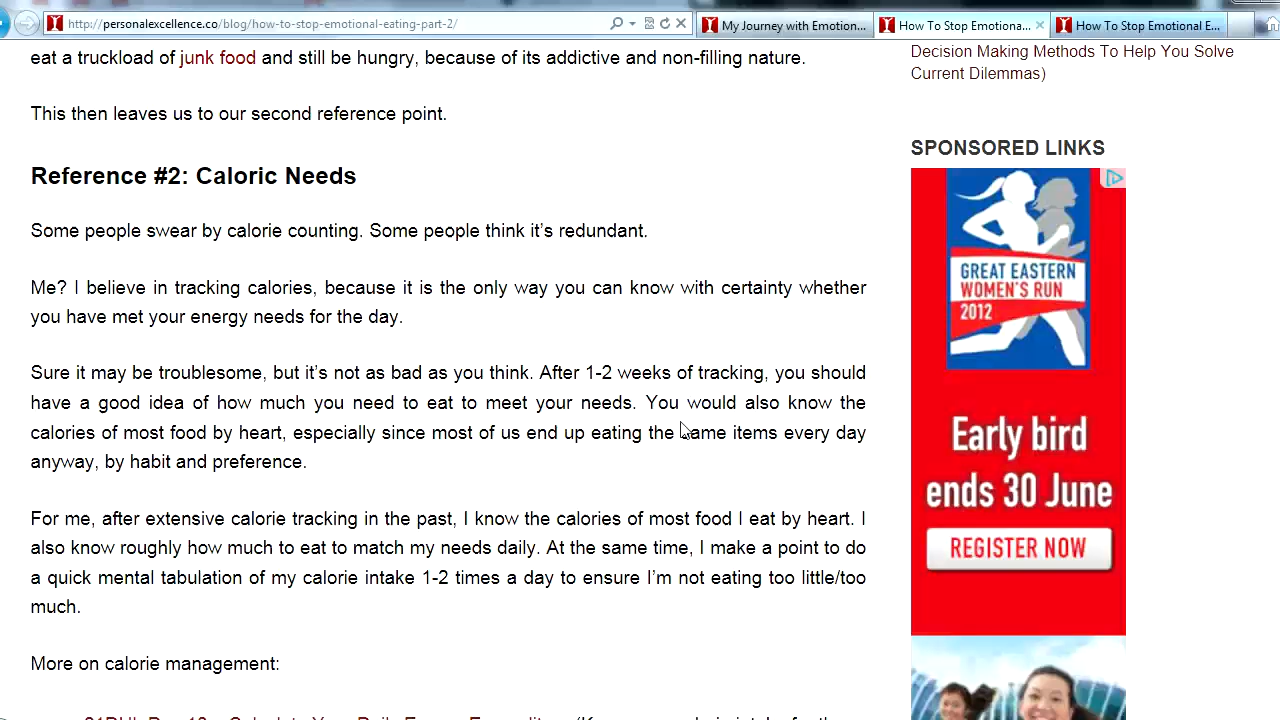 http://personalexcellence.co/blog/how-to-stop-emotional-eating-part-2/
My Journey with Emotion...
How To Stop Emotiona...
How To Stop Emotional E...
eat a truckload of junk food and still be hungry, because of its addictive and non-filling nature.
This then leaves us to our second reference point.
Reference #2: Caloric Needs
Some people swear by calorie counting. Some people think it's redundant.
Me? I believe in tracking calories, because it is the only way you can know with certainty whether
you have met your energy needs for the day.
Sure it may be troublesome, but it's not as bad as you think. After 1-2 weeks of tracking, you should
have a good idea of how much you need to eat to meet your needs. You would also know the
calories of most food by heart, especially since most of us end up eating the same items every day
anyway, by habit and preference.
For me, after extensive calorie tracking in the past, I know the calories of most food I eat by heart. I
also know roughly how much to eat to match my needs daily. At the same time, I make a point to do
a quick mental tabulation of my calorie intake 1-2 times a day to ensure I'm not eating too little/too
much.
More on calorie management:
Decision Making Methods To Help You Solve
Current Dilemmas)
SPONSORED LINKS
GREAT EASTERN
WOMEN'S RUN
2012
Early bird
ends 30 June
REGISTER NOW